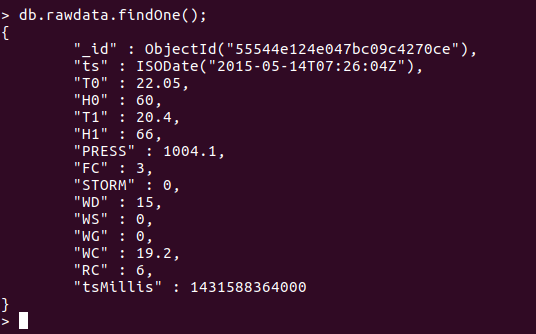 > db.rawdata.findOne();
{
"_id" : ObjectId("55544e124e047bc09c4270ce"),
"ts" : ISODate("2015-05-14T07:26:04Z"),
"T0" : 22.05,
"H0" : 60,
"T1" : 20.4,
"H1" : 66,
"PRESS" : 1004.1,
"FC" : 3,
"STORM" : 0,
"WD" : 15,
"WS" : 0,
"WG" : 0,
"WC" : 19.2,
"RC" : 6,
"tsMillis" : 1431588364000
}
>